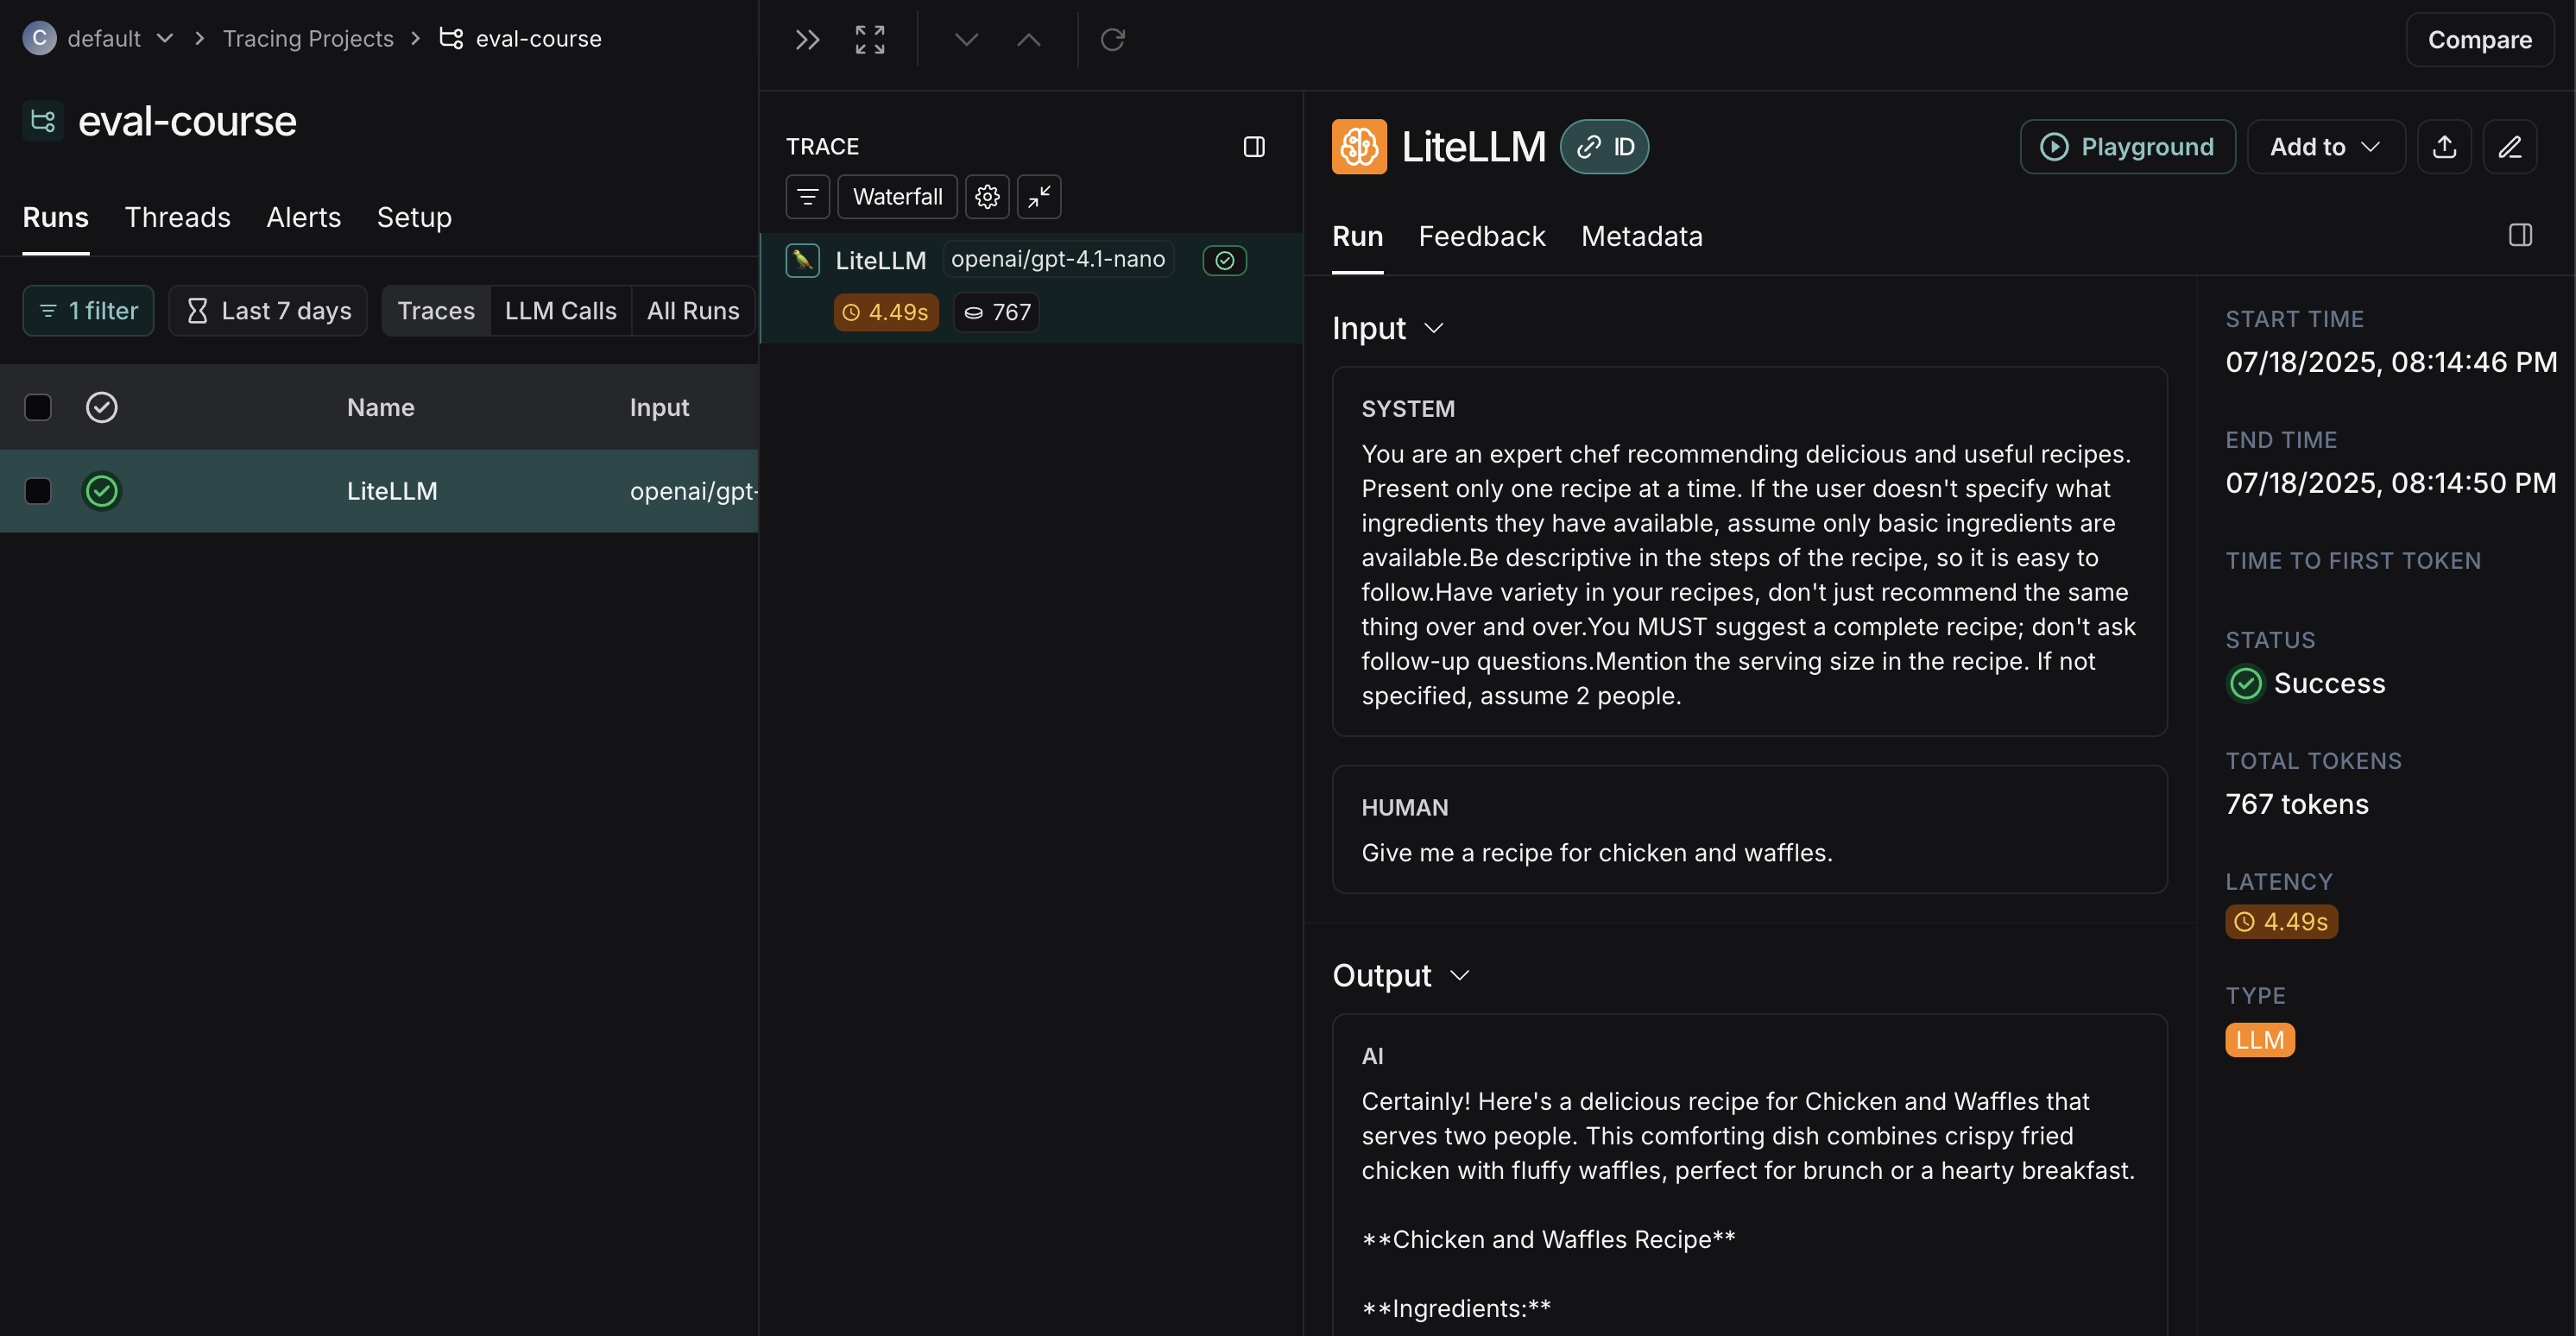 C default > Tracing Projects > eval-course
eval-course
Runs Threads Alerts Setup
1 filter Last 7 days Traces LLM Calls All Runs
Name Input
LiteLLM openai/gpt-
Compare
TRACE
Waterfall
LiteLLM openai/gpt-4.1-nano
4.49s 767
LiteLLM ID
Playground Add to
Run Feedback Metadata
Input
SYSTEM
You are an expert chef recommending delicious and useful recipes.
Present only one recipe at a time. If the user doesn't specify what
ingredients they have available, assume only basic ingredients are
available.Be descriptive in the steps of the recipe, so it is easy to
follow.Have variety in your recipes, don't just recommend the same
thing over and over.You MUST suggest a complete recipe; don't ask
follow-up questions.Mention the serving size in the recipe. If not
specified, assume 2 people.
HUMAN
Give me a recipe for chicken and waffles.
Output
AI
Certainly! Here's a delicious recipe for Chicken and Waffles that
serves two people. This comforting dish combines crispy fried
chicken with fluffy waffles, perfect for brunch or a hearty breakfast.
**Chicken and Waffles Recipe**
**Ingredients:**
START TIME
07/18/2025, 08:14:46 PM
END TIME
07/18/2025, 08:14:50 PM
TIME TO FIRST TOKEN
STATUS
Success
TOTAL TOKENS
767 tokens
LATENCY
4.49s
TYPE
LLM